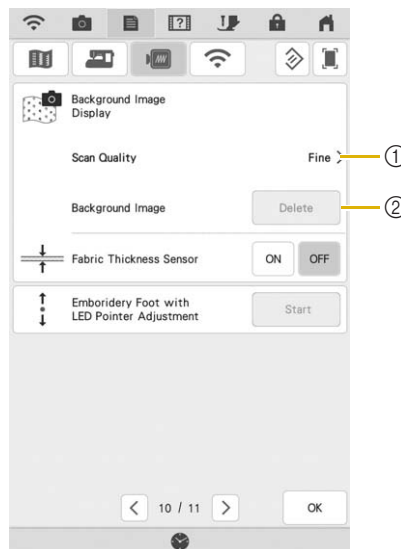 Background Image
Display
Scan Quality
Fine >
①
Background Image
Delete
②
Fabric Thickness Sensor
ON
OFF
Emboridery Foot with
LED Pointer Adjustment
Start
<
10 / 11
>
OK